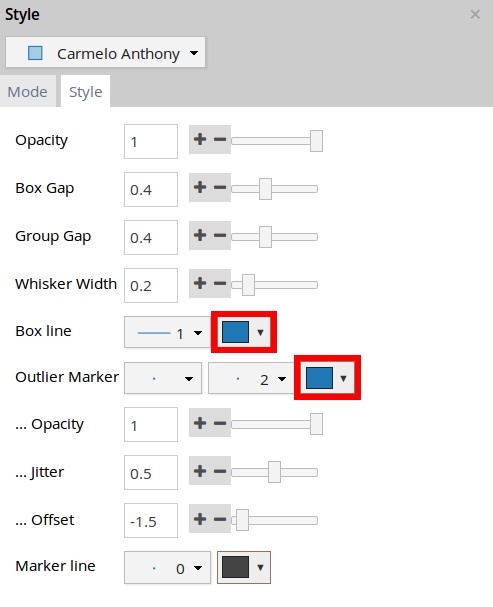 Style
Carmelo Anthony
Mode Style
Opacity 1
Box Gap 0.4
Group Gap 0.4
Whisker Width 0.2
Box line 1
Outlier Marker 2
... Opacity 1
... Jitter 0.5
... Offset -1.5
Marker line 0